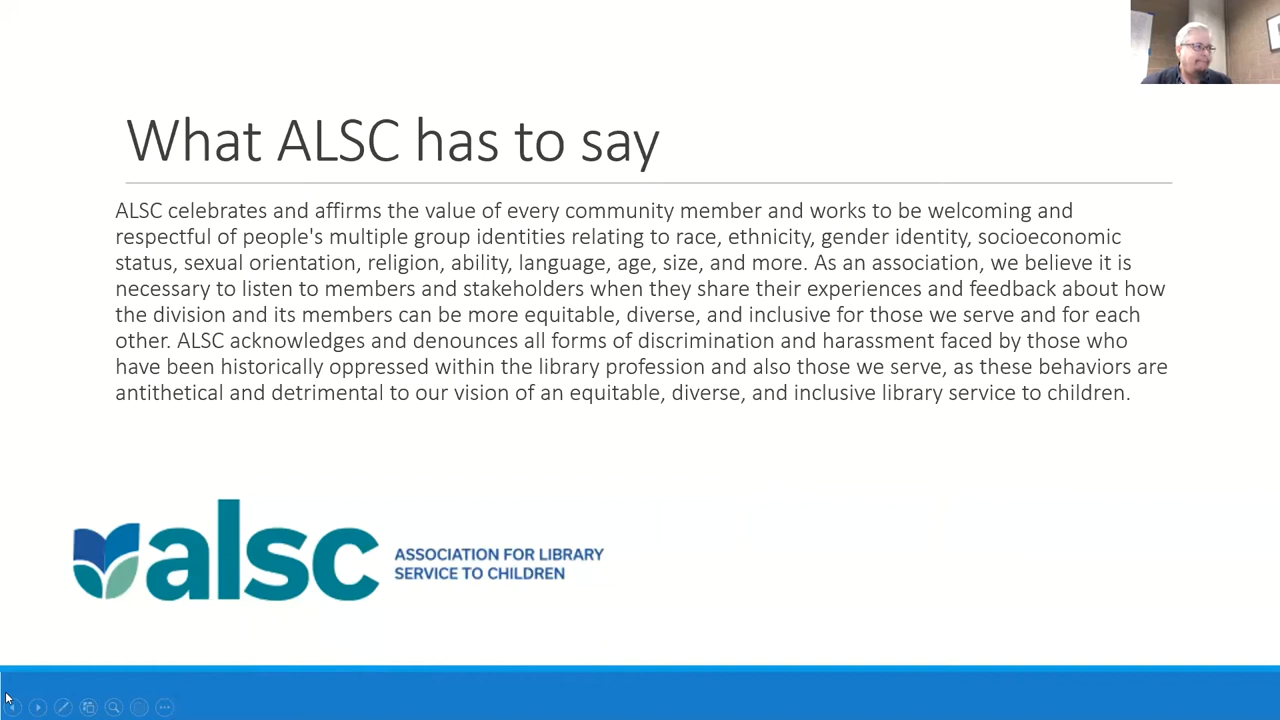 What ALSC has to say
ALSC celebrates and affirms the value of every community member and works to be welcoming and
respectful of people's multiple group identities relating to race, ethnicity, gender identity, socioeconomic
status, sexual orientation, religion, ability, language, age, size, and more. As an association, we believe it is
necessary to listen to members and stakeholders when they share their experiences and feedback about how
the division and its members can be more equitable, diverse, and inclusive for those we serve and for each
other. ALSC acknowledges and denounces all forms of discrimination and harassment faced by those who
have been historically oppressed within the library profession and also those we serve, as these behaviors are
antithetical and detrimental to our vision of an equitable, diverse, and inclusive library service to children.
alsc
ASSOCIATION FOR LIBRARY
SERVICE TO CHILDREN